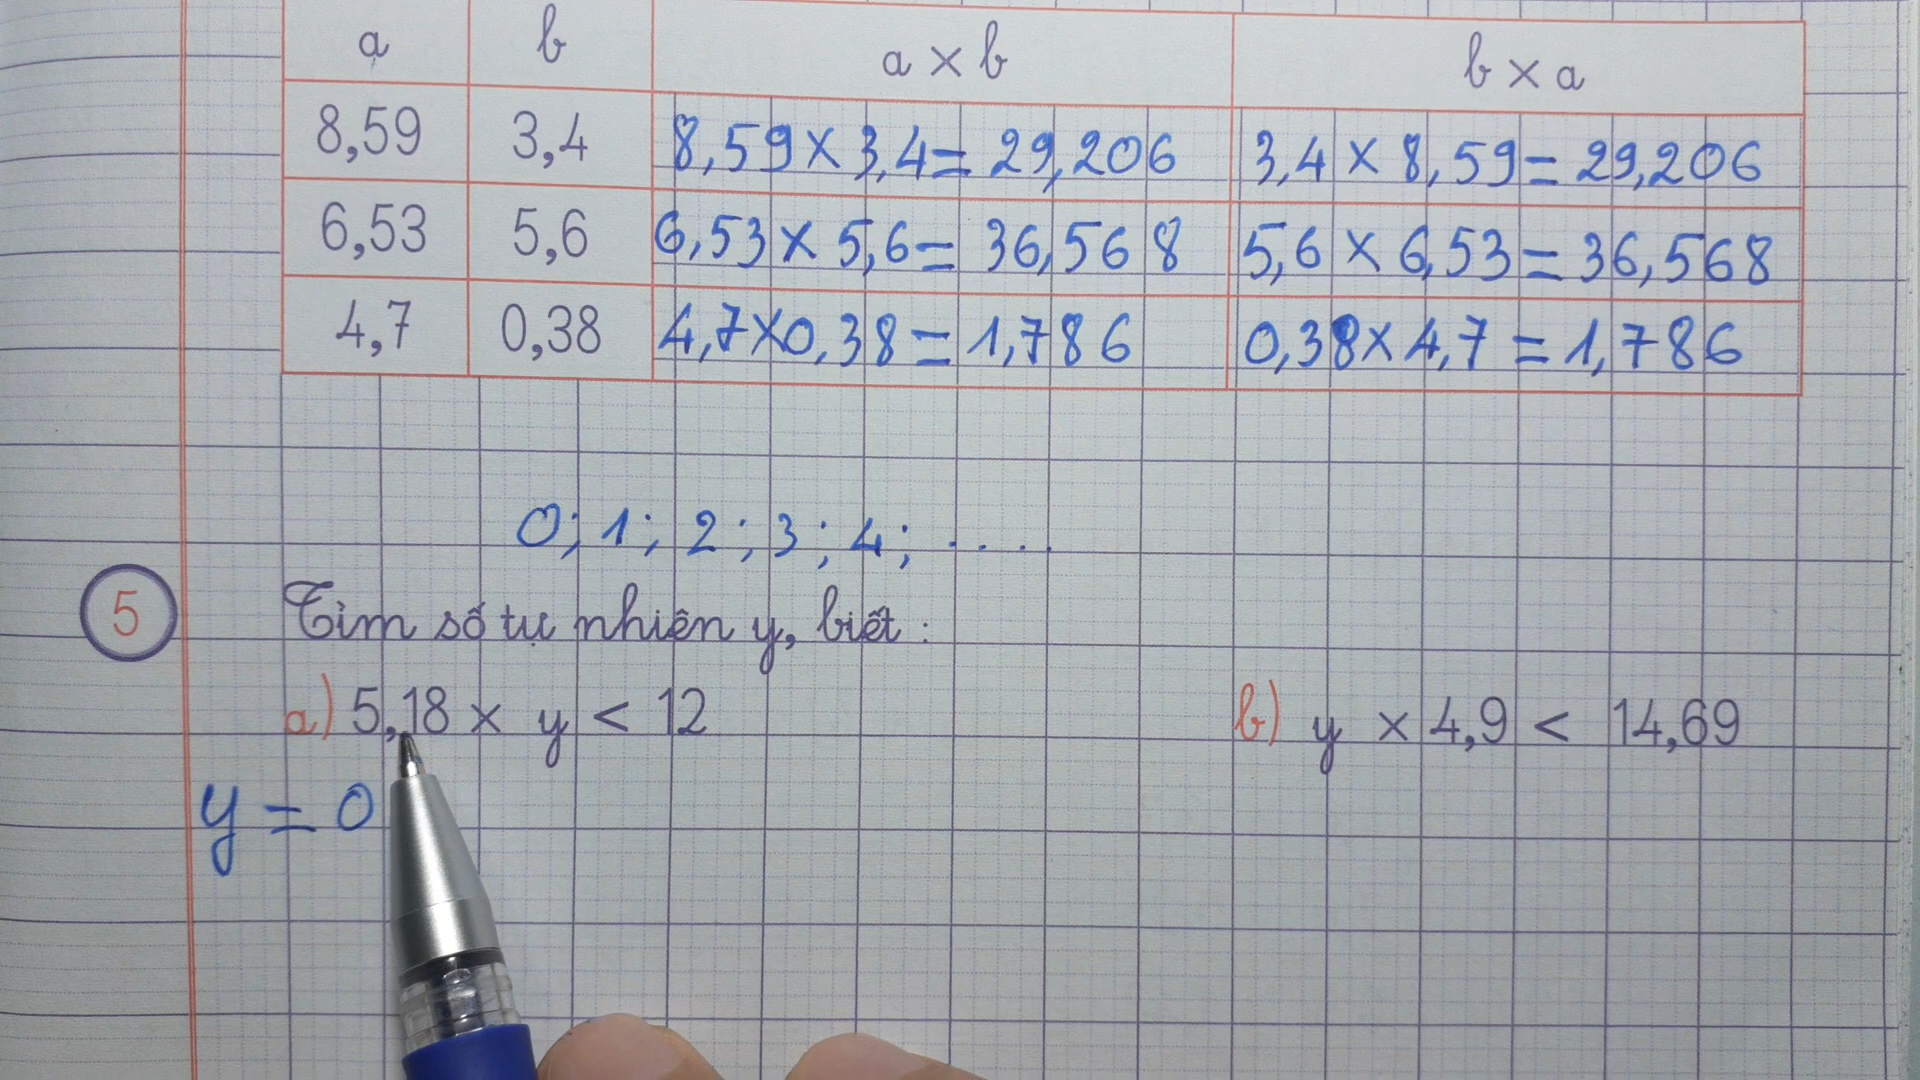 a b a × b b × a
8,59 3,4 8,59 × 3,4 = 29,206 3,4 × 8,59 = 29,206
6,53 5,6 6,53 × 5,6 = 36,568 5,6 × 6,53 = 36,568
4,7 0,38 4,7 × 0,38 = 1,786 0,38 × 4,7 = 1,786
0; 1; 2; 3; 4; ....
5 Tìm số tự nhiên y, biết:
a) 5,18 × y < 12 b) y × 4,9 < 14,69
y = 0